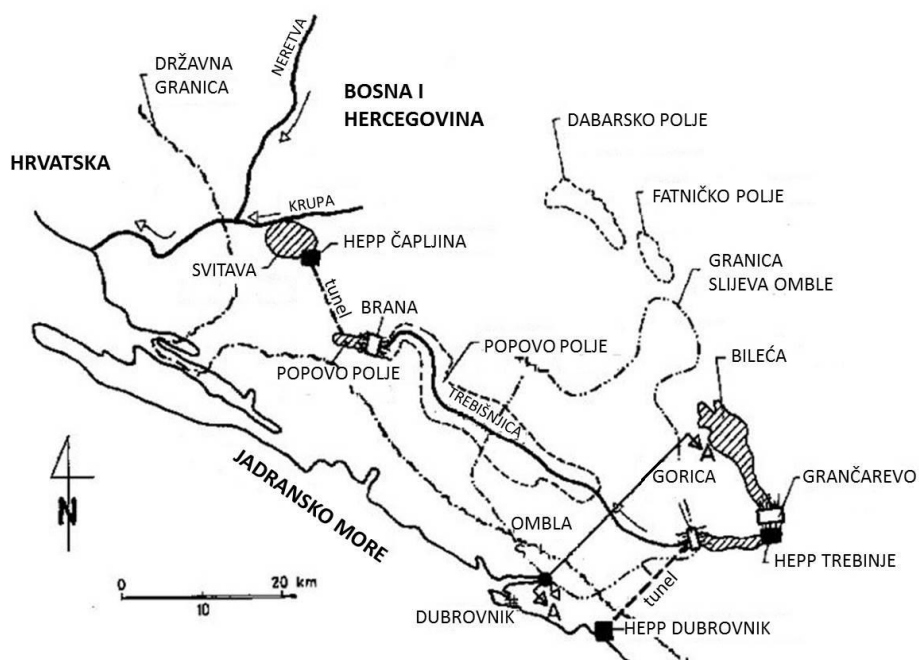 DRŽAVNA
GRANICA
NERETVA
BOSNA I
HERCEGOVINA
HRVATSKA
DABARSKO POLJE
FATNIČKO POLJE
KRUPA
HEPP ČAPLJINA
SVITAVA
GRANICA
SLIJEVA OMBLE
tunel
BRANA
POPOVO POLJE
POPOVO POLJE
BILEĆA
TREBIŠNJICA
JADRANSKO MORE
GORICA
A
GRANČAREVO
N
OMBLA
HEPP TREBINJE
0 20 km
10
tunel
A
DUBROVNIK
HEPP DUBROVNIK